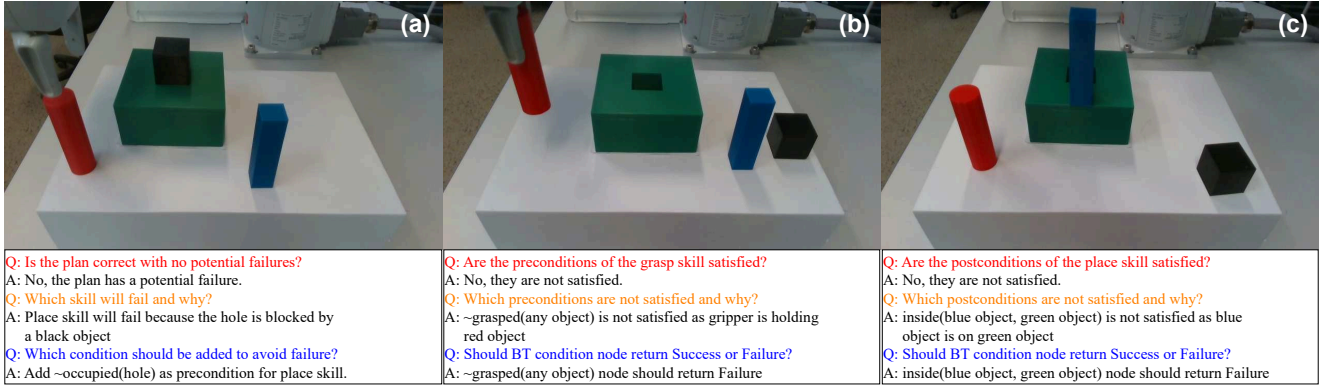 (a)
Q: Is the plan correct with no potential failures?
A: No, the plan has a potential failure.
Q: Which skill will fail and why?
A: Place skill will fail because the hole is blocked by
a black object
Q: Which condition should be added to avoid failure?
A: Add ~occupied(hole) as precondition for place skill.
(b)
Q: Are the preconditions of the grasp skill satisfied?
A: No, they are not satisfied.
Q: Which preconditions are not satisfied and why?
A: ~grasped(any object) is not satisfied as gripper is holding
red object
Q: Should BT condition node return Success or Failure?
A: ~grasped(any object) node should return Failure
(c)
Q: Are the postconditions of the place skill satisfied?
A: No, they are not satisfied.
Q: Which postconditions are not satisfied and why?
A: inside(blue object, green object) is not satisfied as blue
object is on green object
Q: Should BT condition node return Success or Failure?
A: inside(blue object, green object) node should return Failure